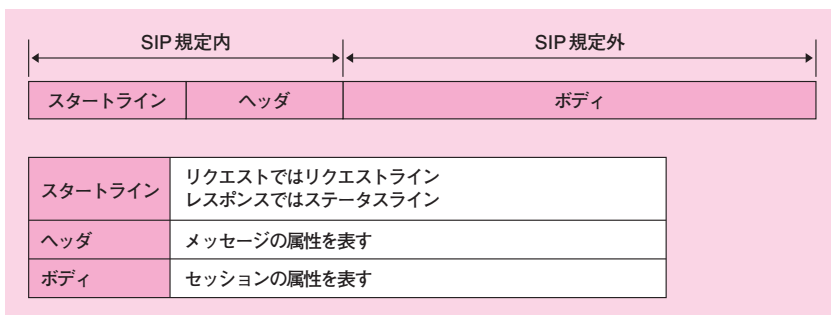 SIP規定内 SIP規定外
スタートライン ヘッダ ボディ
スタートライン リクエストではリクエストライン
レスポンスではステータスライン
ヘッダ メッセージの属性を表す
ボディ セッションの属性を表す